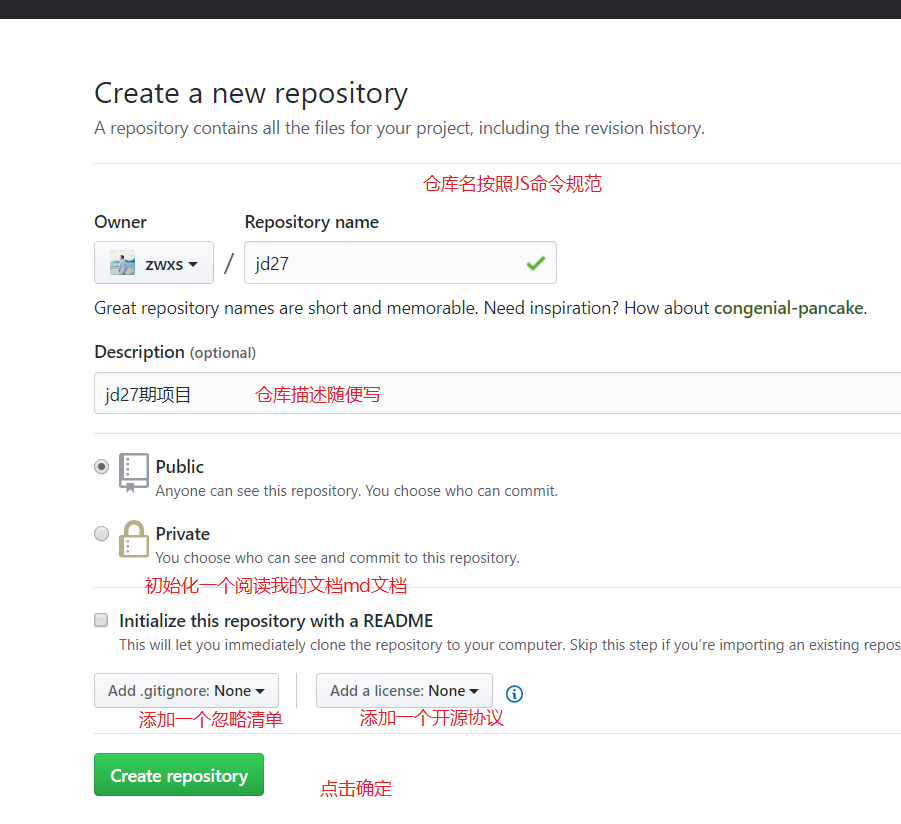 Create a new repository
A repository contains all the files for your project, including the revision history.
仓库名按照JS命令规范
Owner Repository name
zwxs / jd27
Great repository names are short and memorable. Need inspiration? How about congenial-pancake.
Description (optional)
jd27期项目 仓库描述随便写
Public
Anyone can see this repository. You choose who can commit.
Private
You choose who can see and commit to this repository.
初始化一个阅读我的文档md文档
Initialize this repository with a README
This will let you immediately clone the repository to your computer. Skip this step if you're importing an existing repos
Add .gitignore: None Add a license: None
添加一个忽略清单 添加一个开源协议
Create repository 点击确定